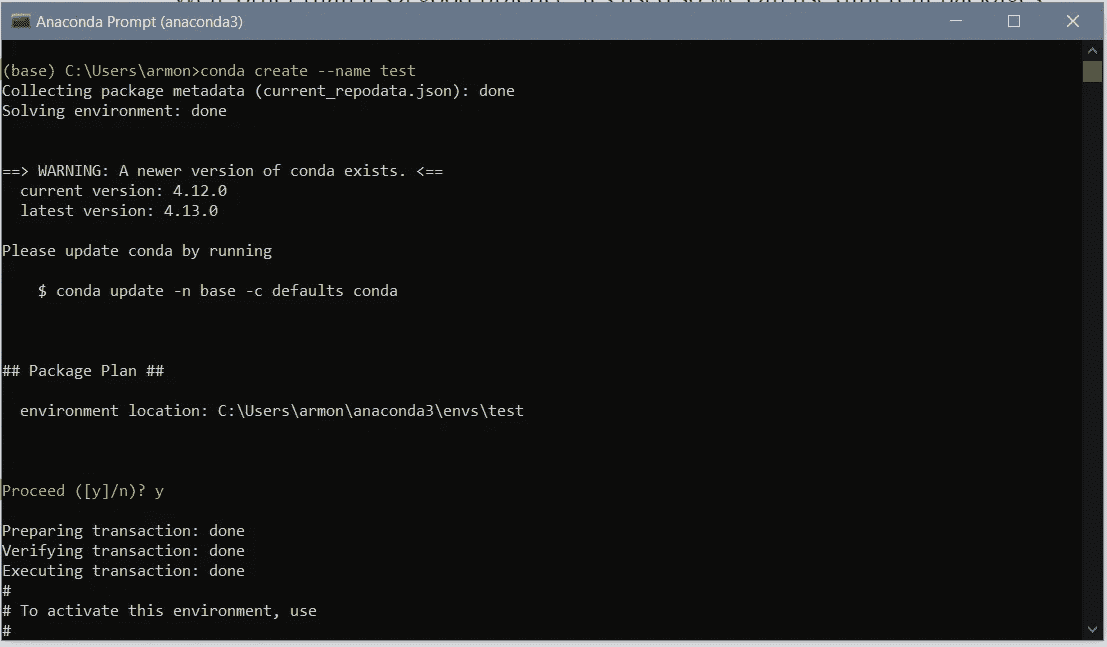 Anaconda Prompt (anaconda3)
(base) C:\Users\armon>conda create --name test
Collecting package metadata (current_repodata.json): done
Solving environment: done
==> WARNING: A newer version of conda exists. <==
current version: 4.12.0
latest version: 4.13.0
Please update conda by running
$ conda update -n base -c defaults conda
## Package Plan ##
environment location: C:\Users\armon\anaconda3\envs\test
Proceed ([y]/n)? y
Preparing transaction: done
Verifying transaction: done
Executing transaction: done
#
# To activate this environment, use
#